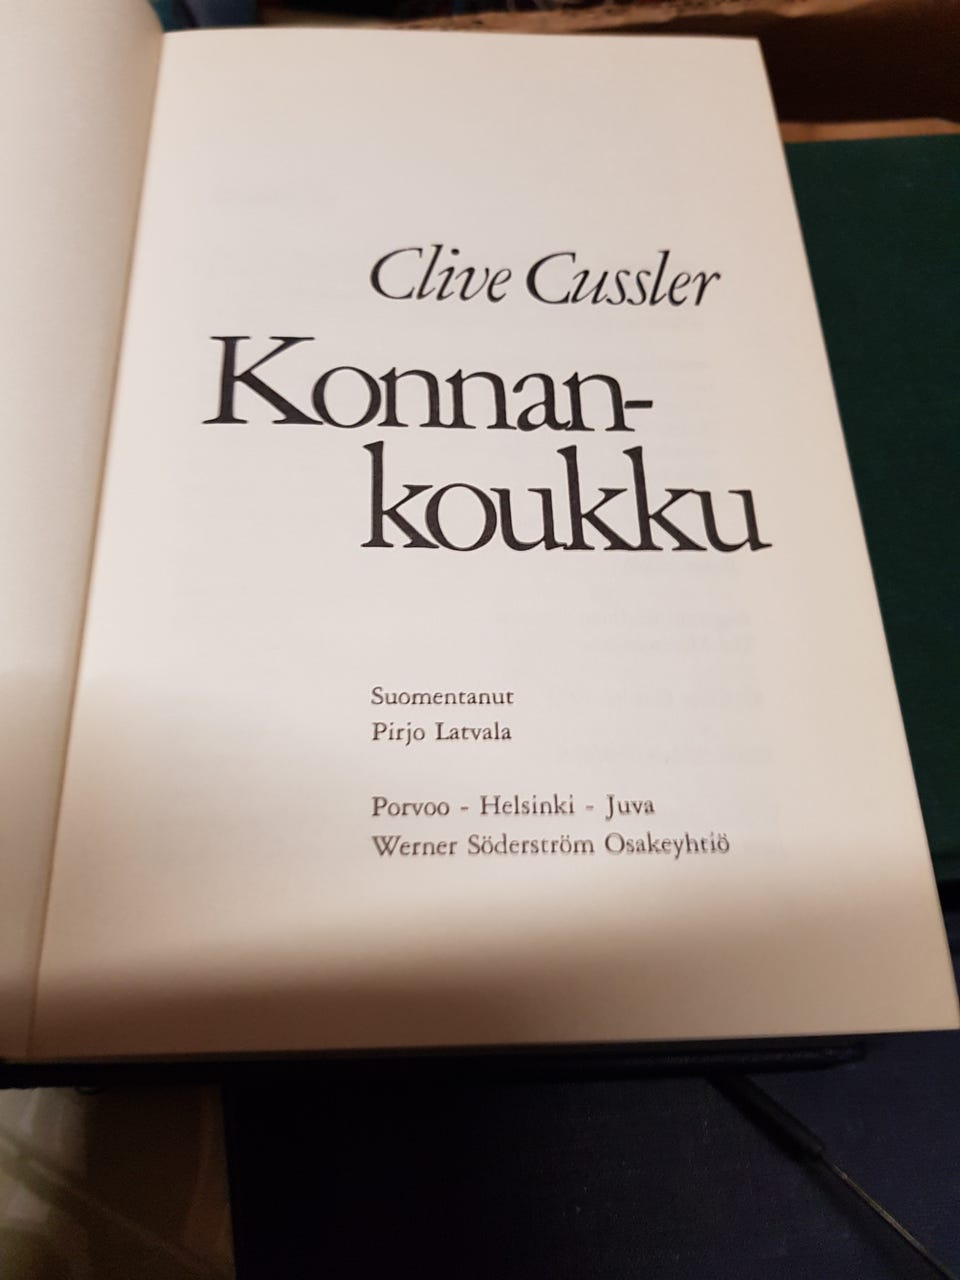 Clive Cussler
Konnan-
koukku
Suomentanut
Pirjo Latvala
Porvoo - Helsinki - Juva
Werner Söderström Osakeyhtiö